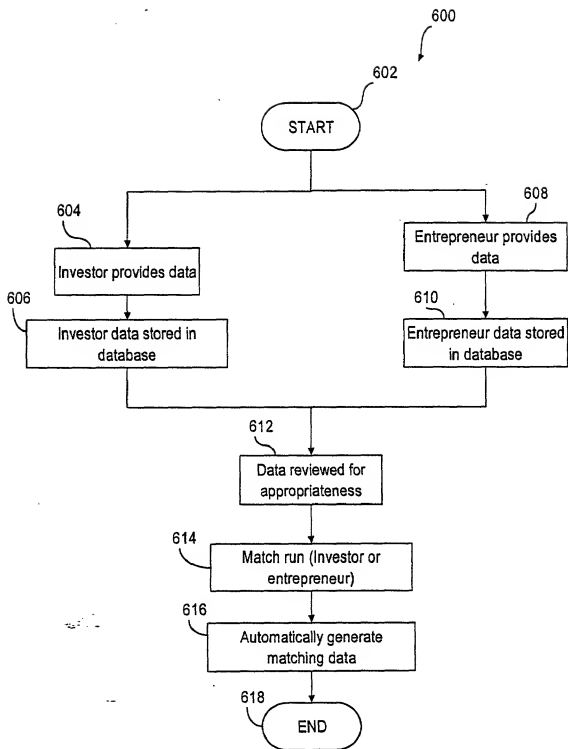 600
602
START
604
Investor provides data
606
Investor data stored in
database
608
Entrepreneur provides
data
610
Entrepreneur data stored
in database
612
Data reviewed for
appropriateness
614
Match run (Investor or
entrepreneur)
616
Automatically generate
matching data
618
END